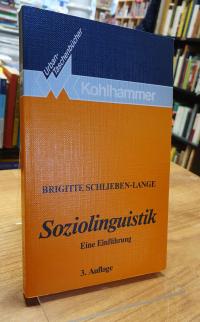 Urban-
Taschenbücher
Kohlhammer
BRIGITTE SCHLIEBEN-LANGE
Soziolinguistik
Eine Einführung
3. Auflage